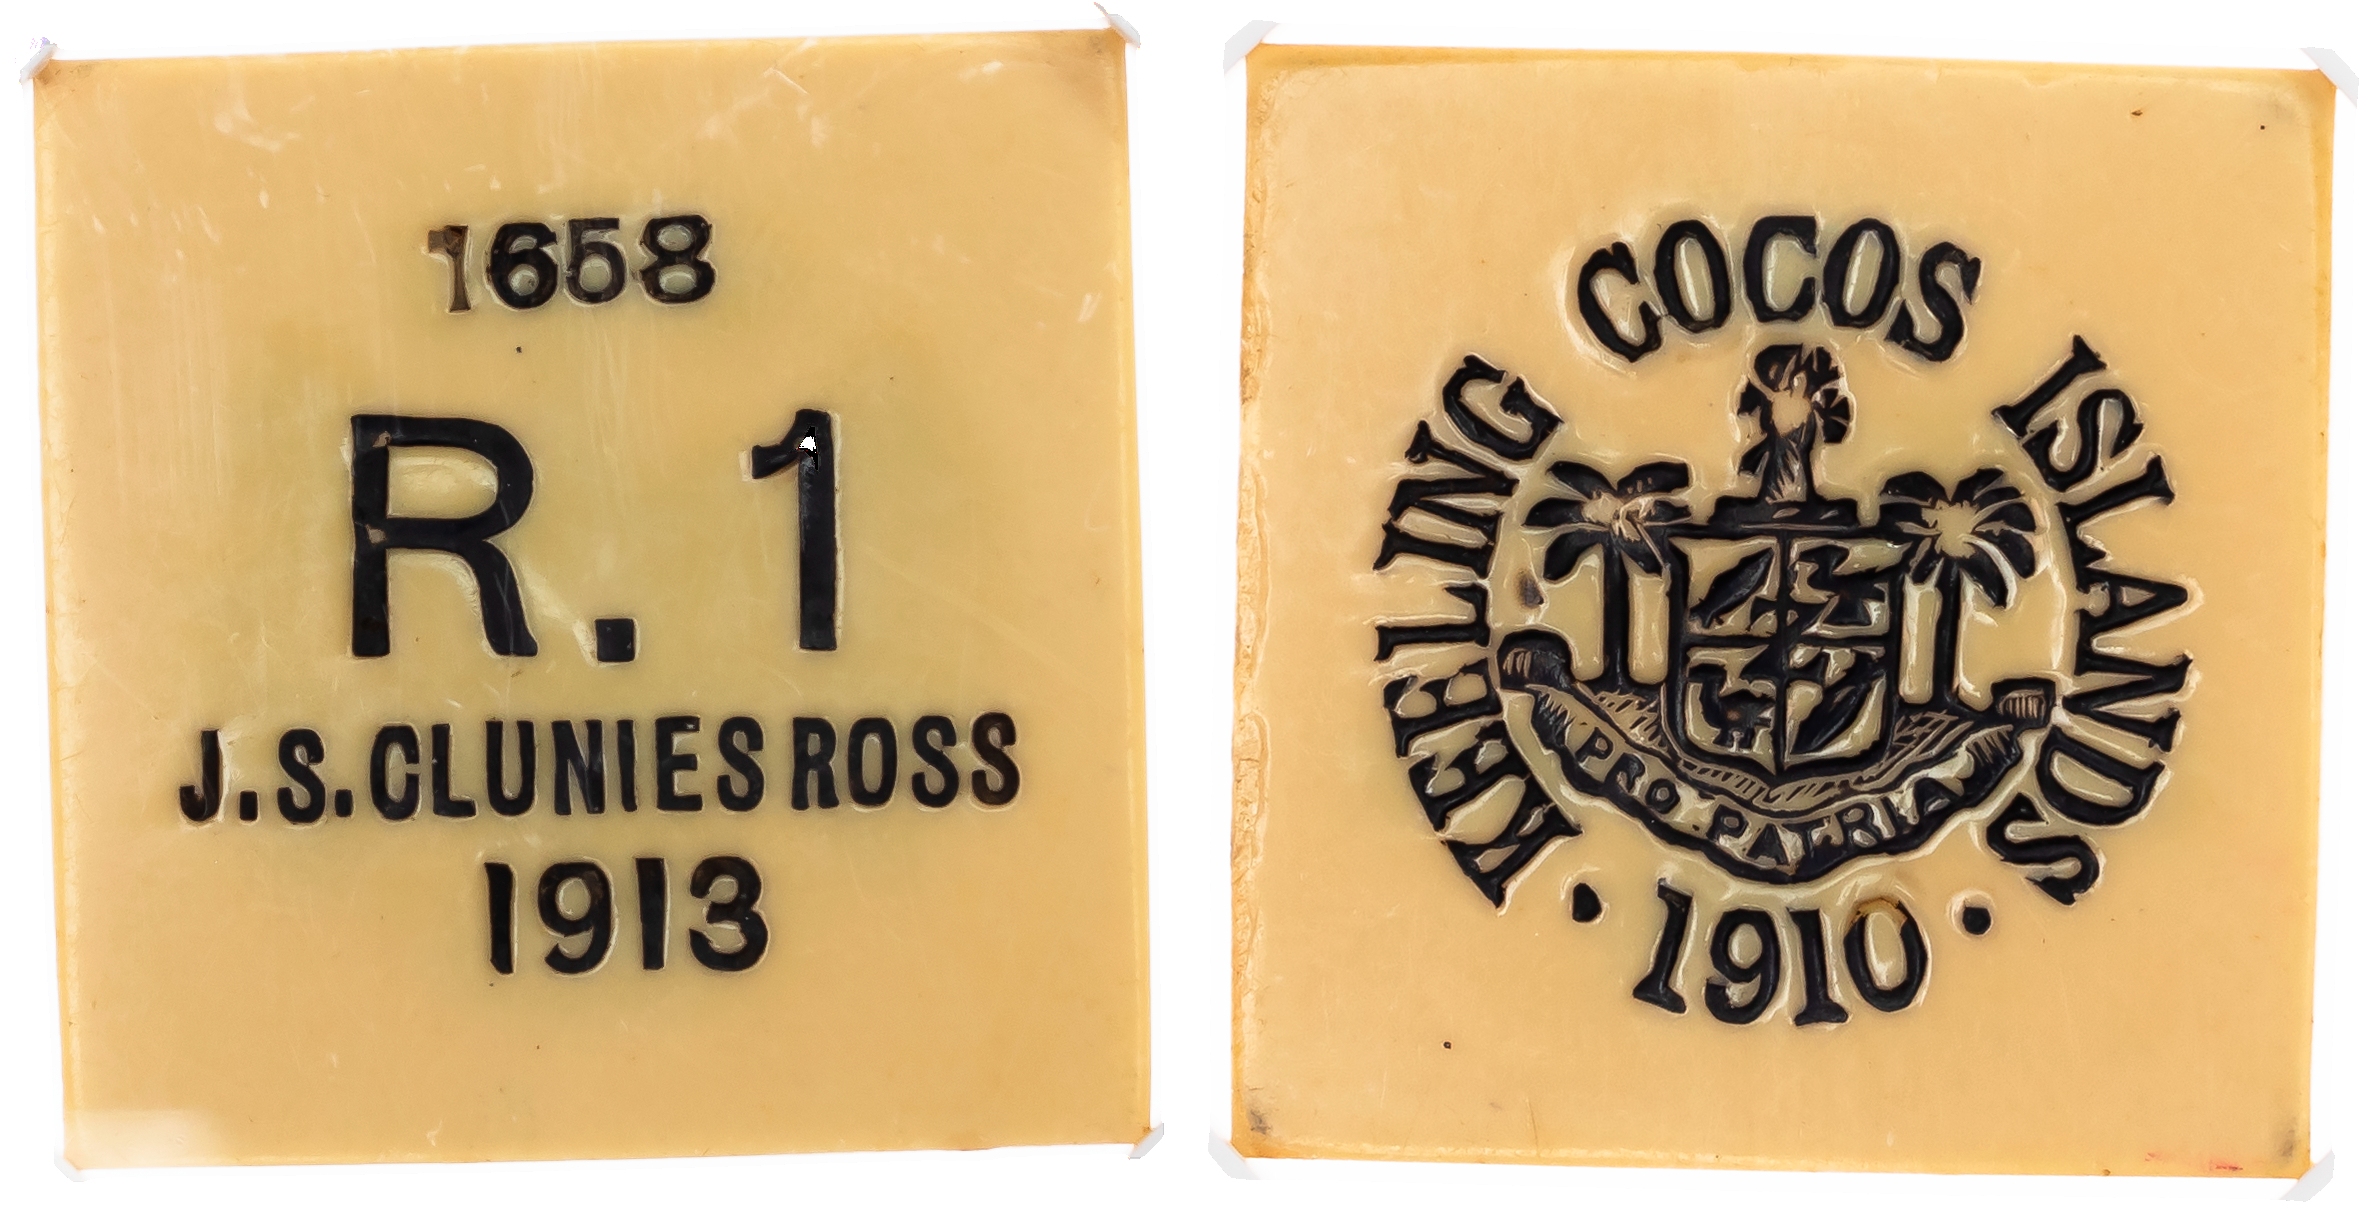 1658
R. 1
J.S. CLUNIES ROSS
1913
KEELING COCOS ISLANDS
PRO PATRIA
• 1910 •